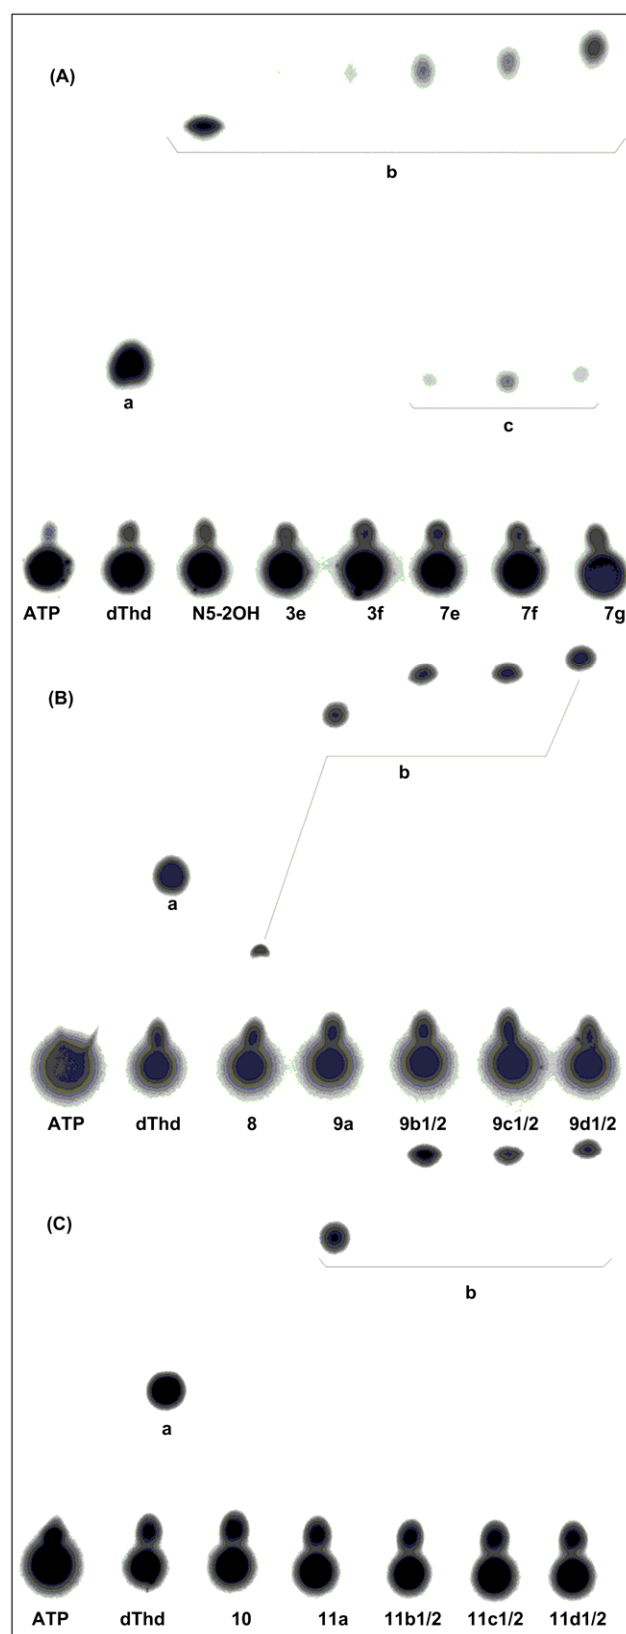 (A)
b
a
c
ATP dThd N5-2OH 3e 3f 7e 7f 7g
(B)
b
a
ATP dThd 8 9a 9b1/2 9c1/2 9d1/2
(C)
b
a
ATP dThd 10 11a 11b1/2 11c1/2 11d1/2